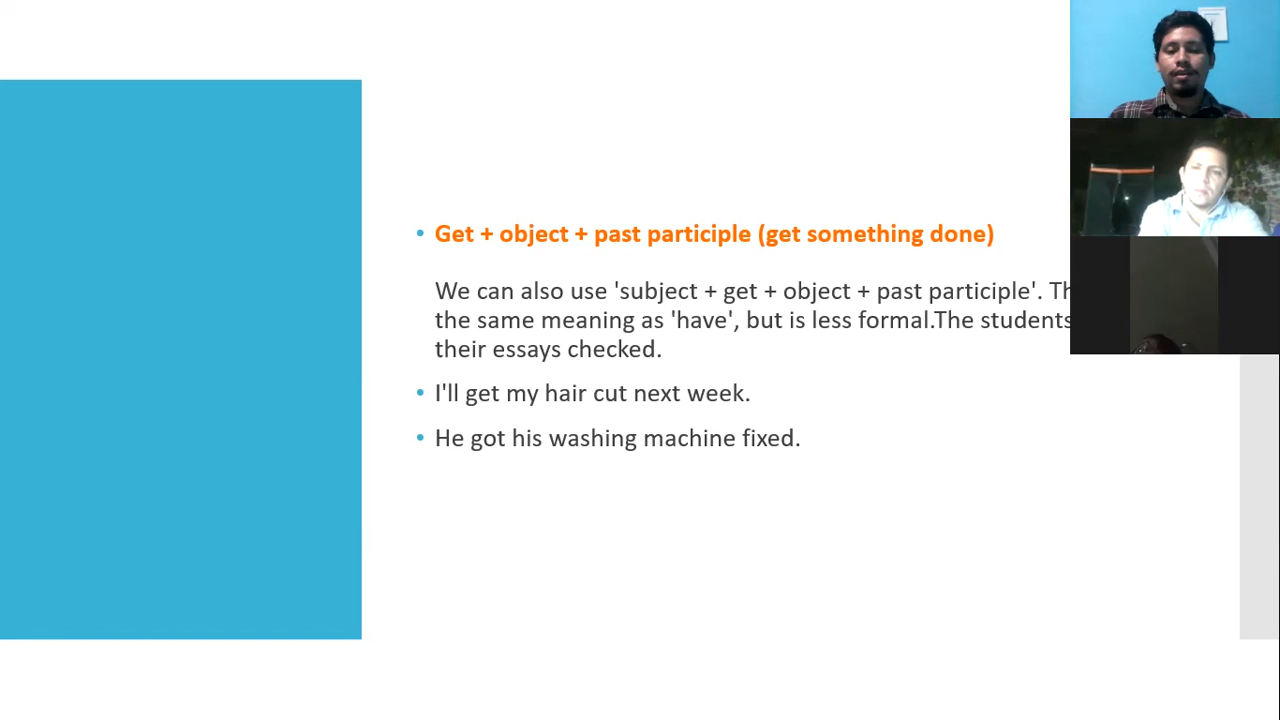 Get + object + past participle (get something done)
We can also use 'subject + get + object + past participle'.
the same meaning as 'have', but is less formal.The students
their essays checked.
I'll get my hair cut next week.
He got his washing machine fixed.